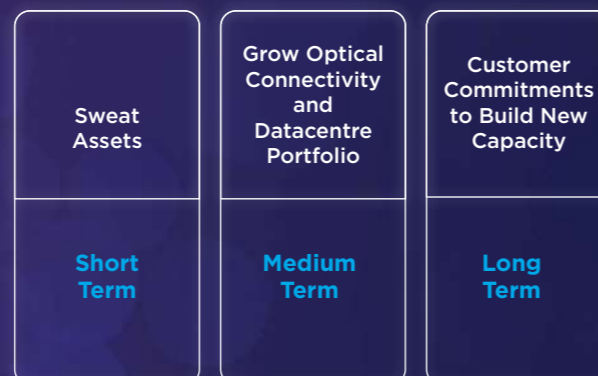 Sweat
Assets
Short
Term
Grow Optical
Connectivity
and
Datacentre
Portfolio
Medium
Term
Customer
Commitments
to Build New
Capacity
Long
Term